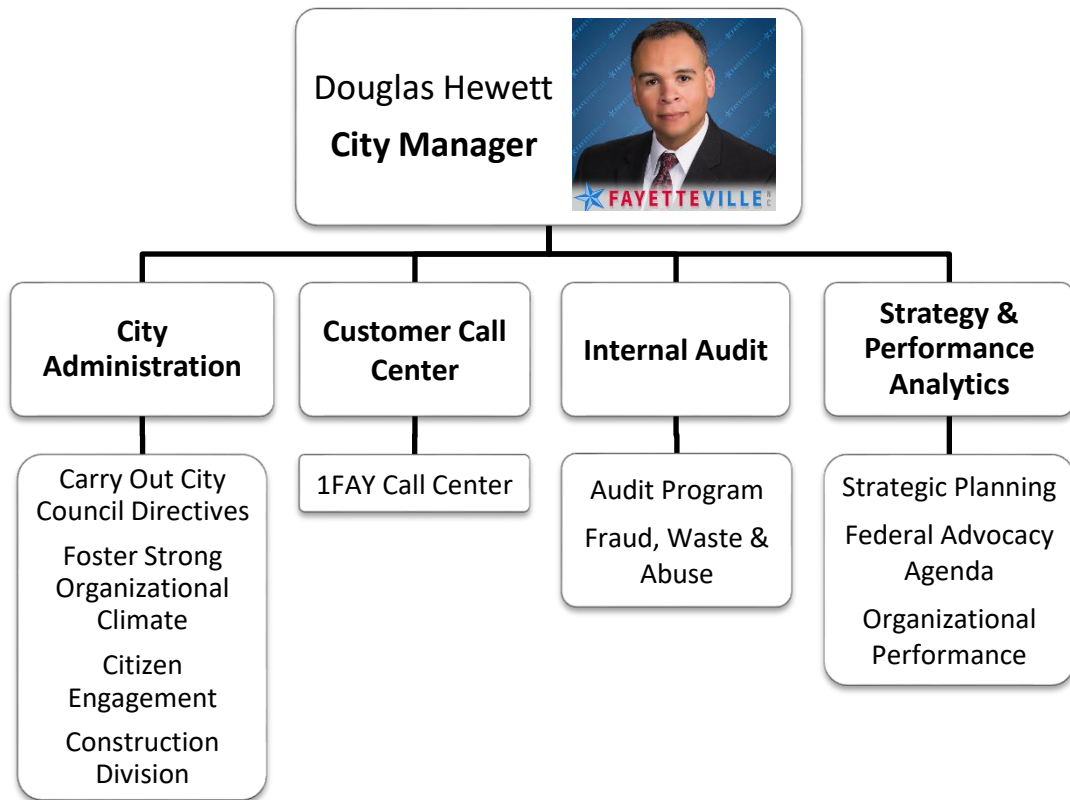 Douglas Hewett
City Manager
FAYETTEVILLE NC
City
Administration
Customer Call
Center
Internal Audit
Strategy &
Performance
Analytics
Carry Out City
Council Directives
Foster Strong
Organizational
Climate
Citizen
Engagement
Construction
Division
1FAY Call Center
Audit Program
Fraud, Waste &
Abuse
Strategic Planning
Federal Advocacy
Agenda
Organizational
Performance